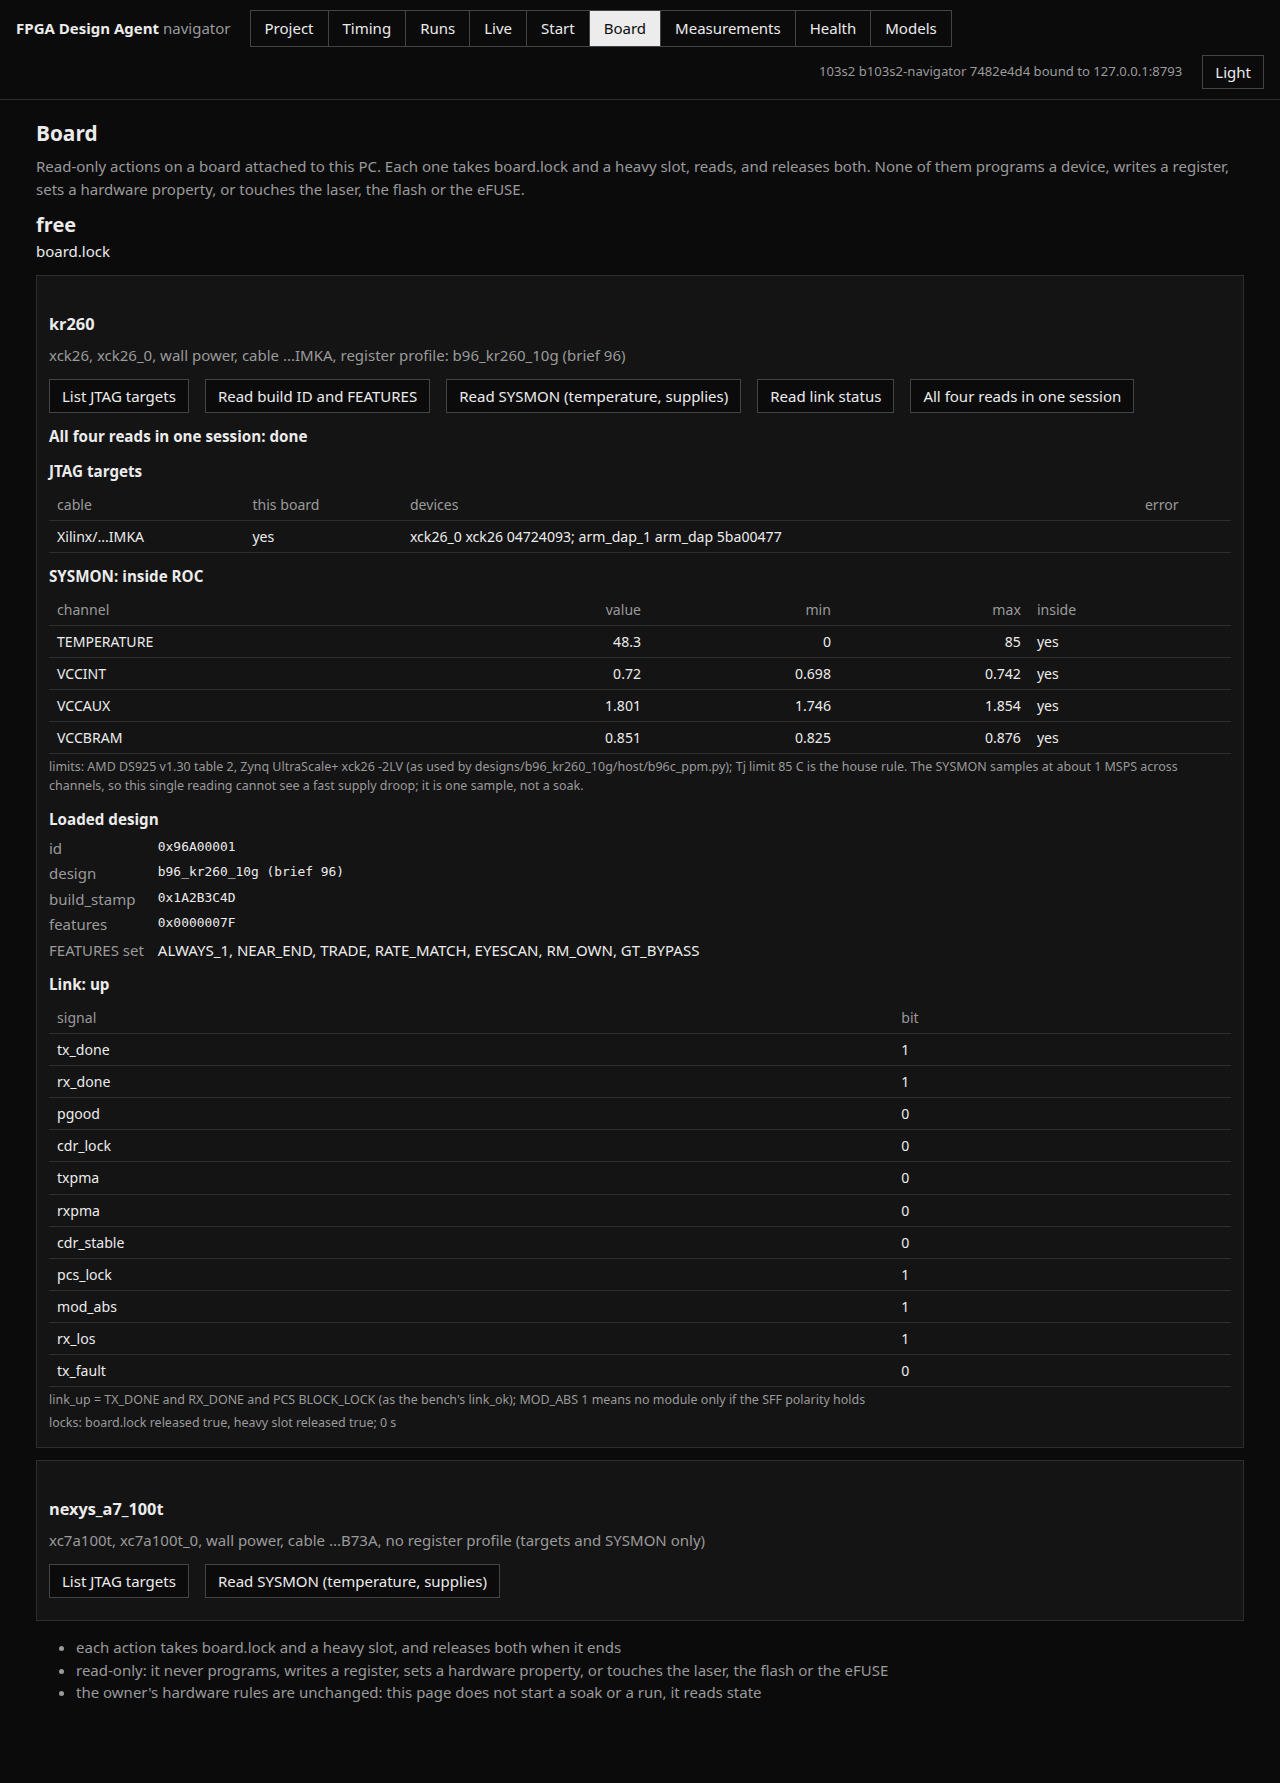 FPGA Design Agent navigator Project Timing Runs Live Start Board Measurements Health Models
103s2 b103s2-navigator 7482e4d4 bound to 127.0.0.1:8793 Light
Board
Read-only actions on a board attached to this PC. Each one takes board.lock and a heavy slot, reads, and releases both. None of them programs a device, writes a register,
sets a hardware property, or touches the laser, the flash or the eFUSE.
free
board.lock
kr260
xck26, xck26_0, wall power, cable ...IMKA, register profile: b96_kr260_10g (brief 96)
List JTAG targets Read build ID and FEATURES Read SYSMON (temperature, supplies) Read link status All four reads in one session
All four reads in one session: done
JTAG targets
cable this board devices error
Xilinx/...IMKA yes xck26_0 xck26 04724093; arm_dap_1 arm_dap 5ba00477
SYSMON: inside ROC
channel value min max inside
TEMPERATURE 48.3 0 85 yes
VCCINT 0.72 0.698 0.742 yes
VCCAUX 1.801 1.746 1.854 yes
VCCBRAM 0.851 0.825 0.876 yes
limits: AMD DS925 v1.30 table 2, Zynq UltraScale+ xck26 -2LV (as used by designs/b96_kr260_10g/host/b96c_ppm.py); Tj limit 85 C is the house rule. The SYSMON samples at about 1 MSPS across
channels, so this single reading cannot see a fast supply droop; it is one sample, not a soak.
Loaded design
id 0x96A00001
design b96_kr260_10g (brief 96)
build_stamp 0x1A2B3C4D
features 0x0000007F
FEATURES set ALWAYS_1, NEAR_END, TRADE, RATE_MATCH, EYESCAN, RM_OWN, GT_BYPASS
Link: up
signal bit
tx_done 1
rx_done 1
pgood 0
cdr_lock 0
txpma 0
rxpma 0
cdr_stable 0
pcs_lock 1
mod_abs 1
rx_los 1
tx_fault 0
link_up = TX_DONE and RX_DONE and PCS BLOCK_LOCK (as the bench's link_ok); MOD_ABS 1 means no module only if the SFF polarity holds
locks: board.lock released true, heavy slot released true; 0 s
nexys_a7_100t
xc7a100t, xc7a100t_0, wall power, cable ...B73A, no register profile (targets and SYSMON only)
List JTAG targets Read SYSMON (temperature, supplies)
• each action takes board.lock and a heavy slot, and releases both when it ends
• read-only: it never programs, writes a register, sets a hardware property, or touches the laser, the flash or the eFUSE
• the owner's hardware rules are unchanged: this page does not start a soak or a run, it reads state